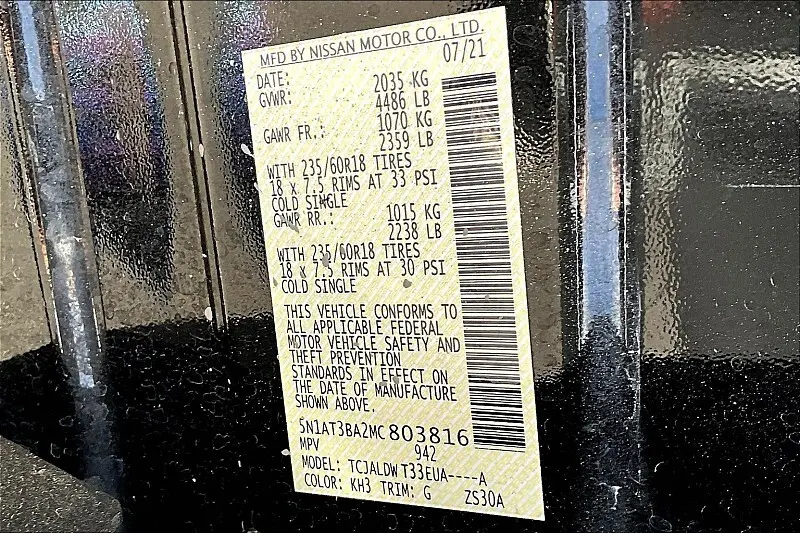 MFD BY NISSAN MOTOR CO., LTD.
DATE: 07/21
GVWR: 2035 KG
4486 LB
GAWR FR.: 1070 KG
2359 LB
WITH 235/60R18 TIRES
18 x 7.5 RIMS AT 33 PSI
COLD SINGLE
GAWR RR.: 1015 KG
2238 LB
WITH 235/60R18 TIRES
18 x 7.5 RIMS AT 30 PSI
COLD SINGLE
THIS VEHICLE CONFORMS TO
ALL APPLICABLE FEDERAL
MOTOR VEHICLE SAFETY AND
THEFT PREVENTION
STANDARDS IN EFFECT ON
THE DATE OF MANUFACTURE
SHOWN ABOVE.
5N1AT3BA2MC803816
MPV 942
MODEL: TCJALDWT33EUA----A
COLOR: KH3 TRIM: G ZS30A